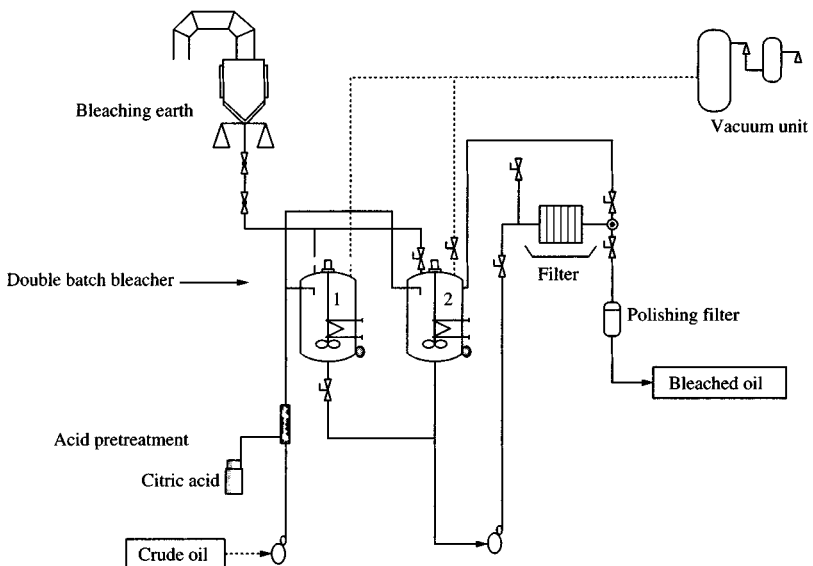 Bleaching earth
Vacuum unit
Double batch bleacher
1
2
Filter
Polishing filter
Bleached oil
Acid pretreatment
Citric acid
Crude oil